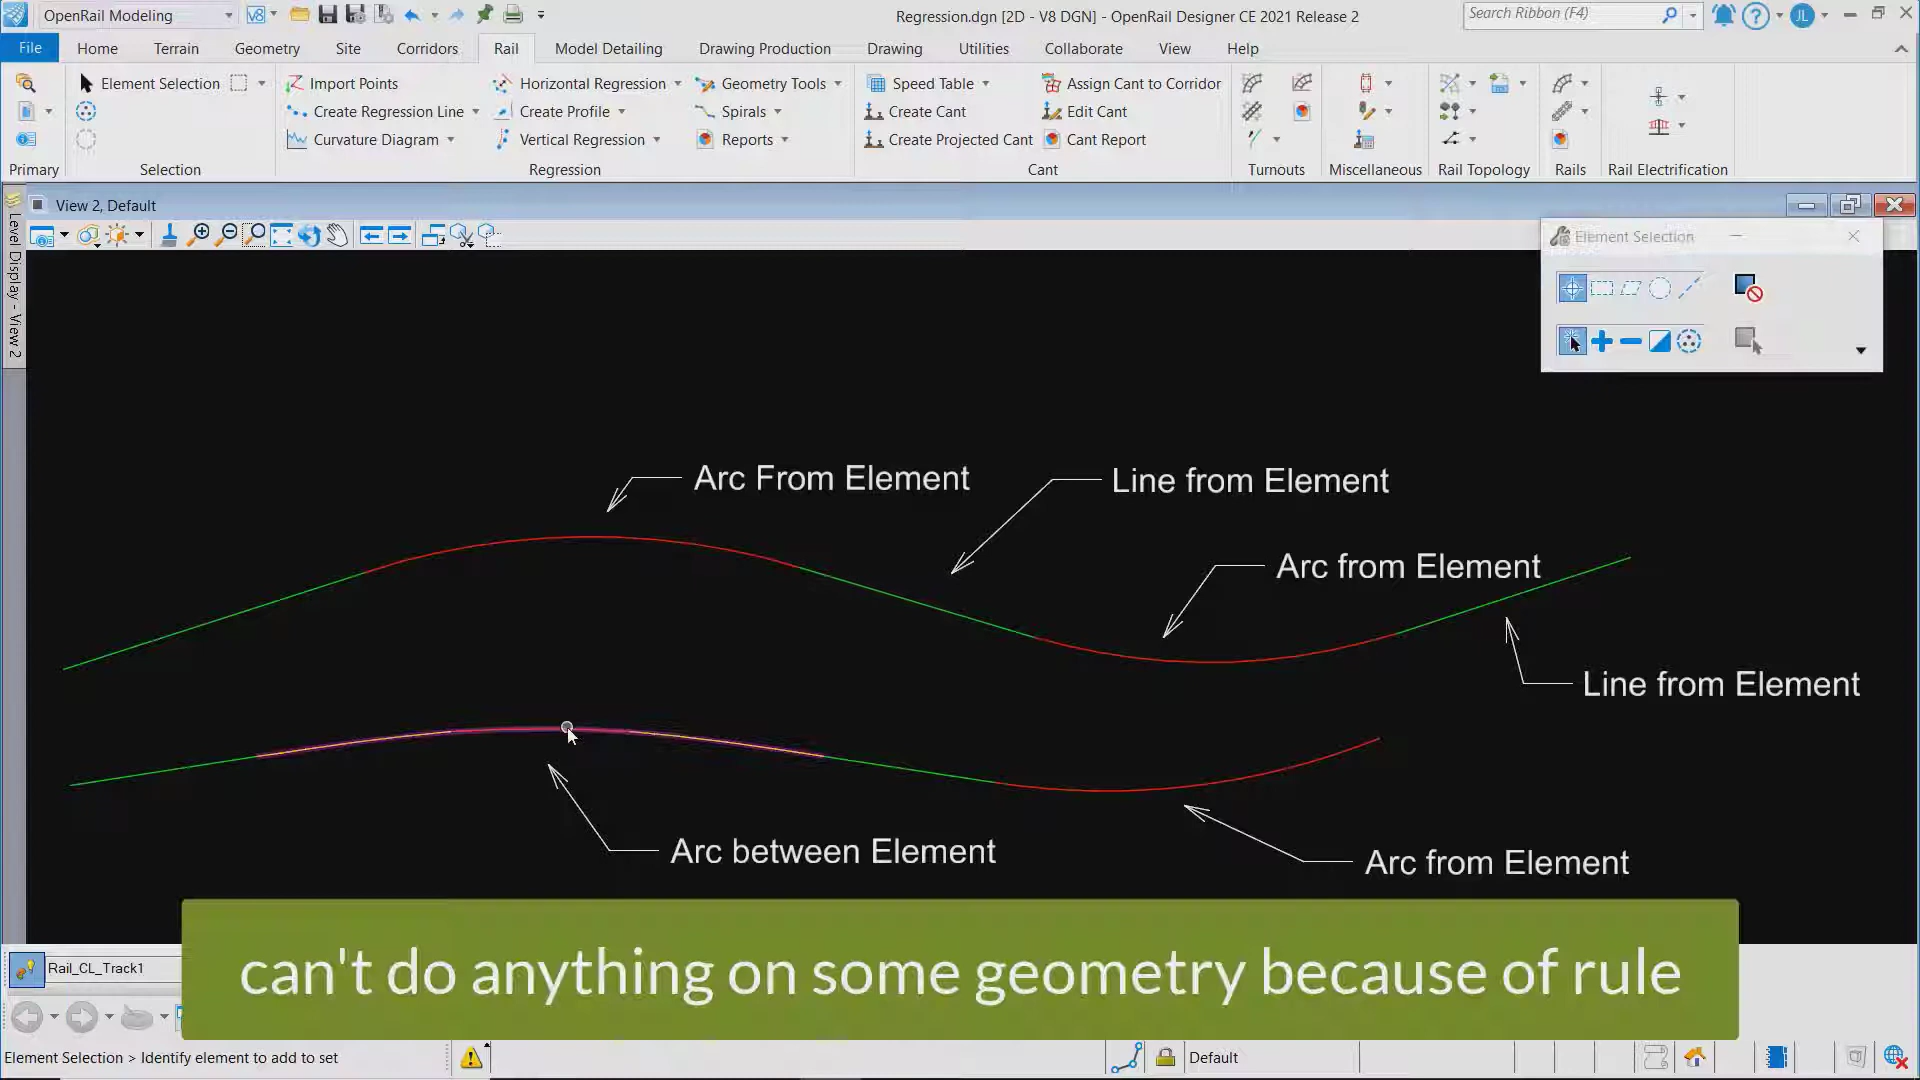 OpenRail Modeling
Regression.dgn [2D - V8 DGN] - OpenRail Designer CE 2021 Release 2
Search Ribbon (F4)
JL
File
Home
Terrain
Geometry
Site
Corridors
Rail
Model Detailing
Drawing Production
Drawing
Utilities
Collaborate
View
Help
Element Selection
Import Points
Horizontal Regression
Geometry Tools
Speed Table
Assign Cant to Corridor
Create Regression Line
Create Profile
Spirals
Create Cant
Edit Cant
Curvature Diagram
Vertical Regression
Reports
Create Projected Cant
Cant Report
Primary
Selection
Regression
Cant
Turnouts
Miscellaneous
Rail Topology
Rails
Rail Electrification
View 2, Default
Level Display - View 2
Element Selection
Arc From Element
Line from Element
Arc from Element
Line from Element
Arc between Element
Arc from Element
can't do anything on some geometry because of rule
Rail_CL_Track1
Element Selection > Identify element to add to set
Default